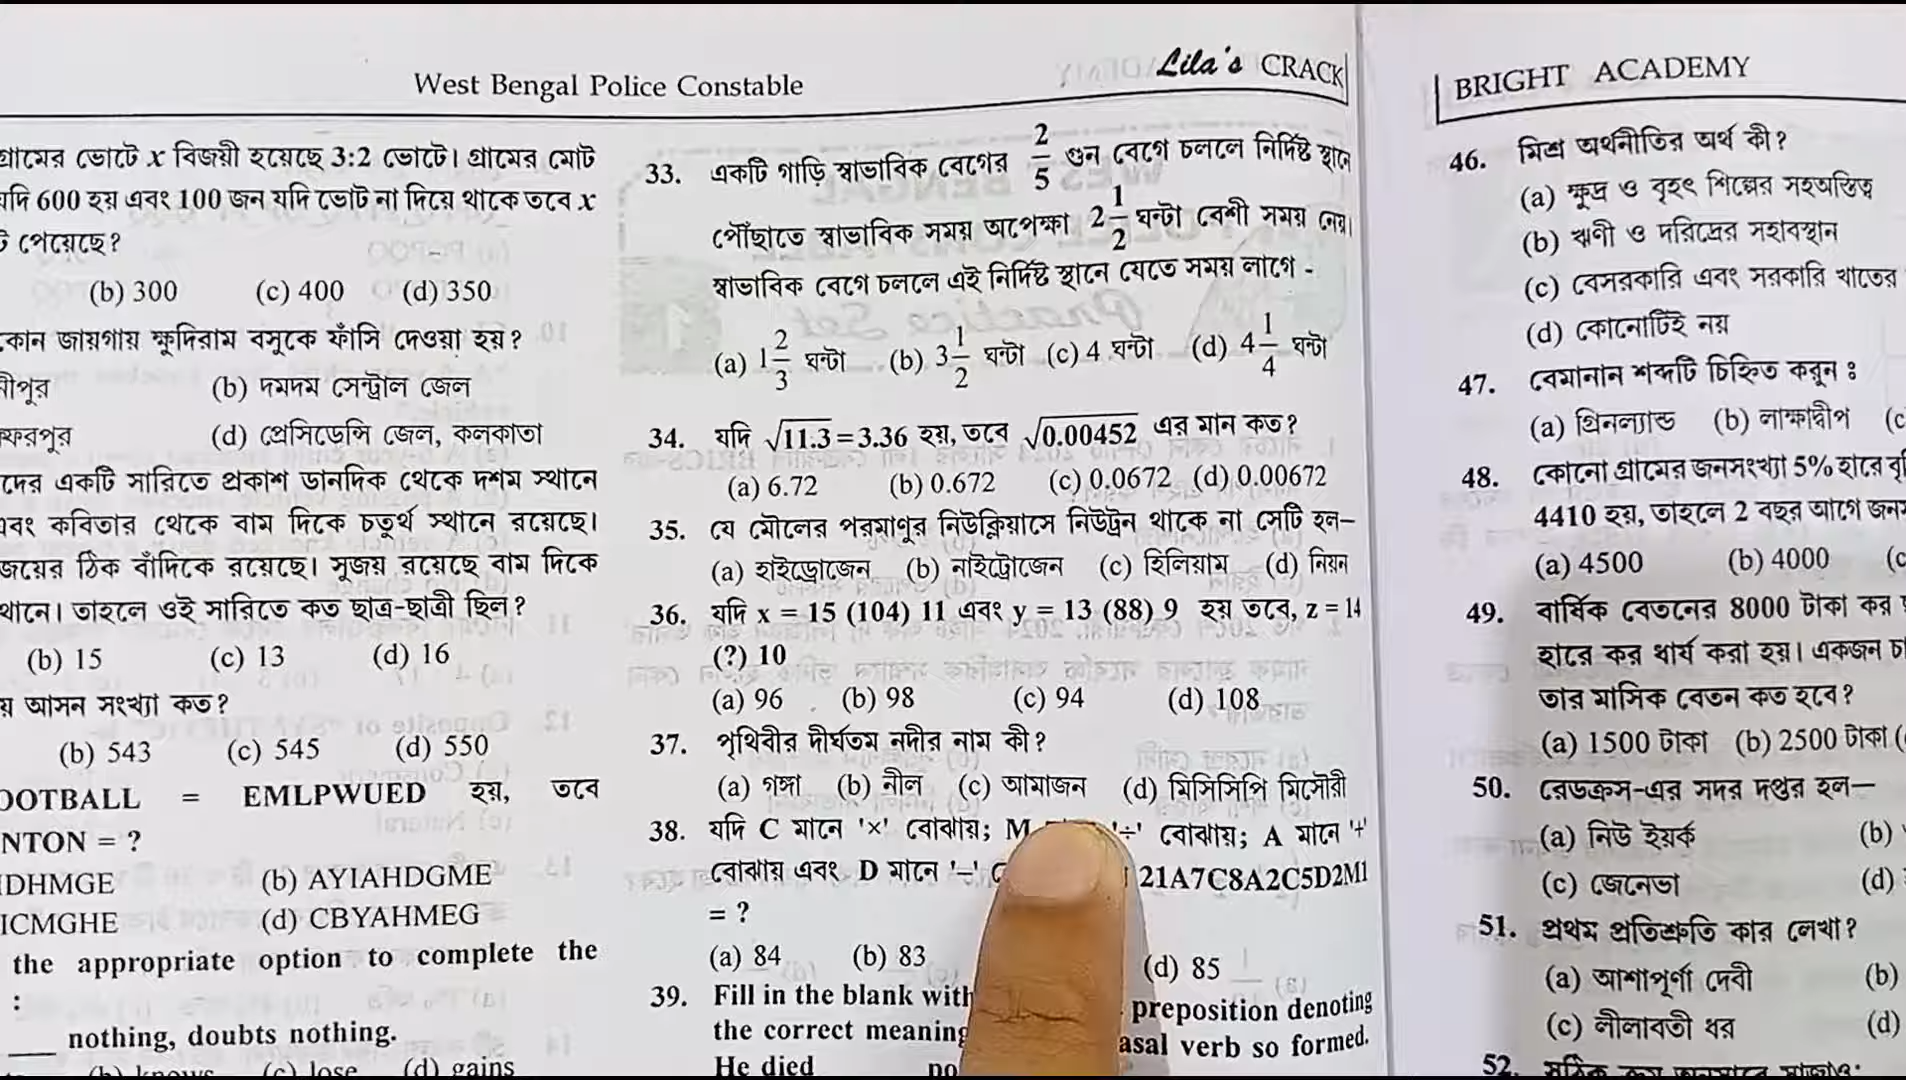 West Bengal Police Constable
Lila's CRACK
গ্রামের ভোটে x বিজয়ী হয়েছে 3:2 ভোটে। গ্রামের মোট
যদি 600 হয় এবং 100 জন যদি ভোট না দিয়ে থাকে তবে x
পেয়েছে?
(b) 300 (c) 400 (d) 350
কোন জায়গায় ক্ষুদিরাম বসুকে ফাঁসি দেওয়া হয়?
(b) দমদম সেন্ট্রাল জেল
(d) প্রেসিডেন্সি জেল, কলকাতা
দের একটি সারিতে প্রকাশ ডানদিক থেকে দশম স্থানে
এবং কবিতার থেকে বাম দিকে চতুর্থ স্থানে রয়েছে।
জয়ের ঠিক বাঁদিকে রয়েছে। সুজয় রয়েছে বাম দিকে
থানে। তাহলে ওই সারিতে কত ছাত্র-ছাত্রী ছিল?
(b) 15 (c) 13 (d) 16
আসন সংখ্যা কত?
(b) 543 (c) 545 (d) 550
OOTBALL = EMLPWUED হয়, তবে
NTON = ?
IDHMGE (b) AYIAHDGME
ICMGHE (d) CBYAHMEG
the appropriate option to complete the
:
___ nothing, doubts nothing.
(b) knows (c) lose (d) gains
33. একটি গাড়ি স্বাভাবিক বেগের 2/5 গুন বেগে চললে নির্দিষ্ট স্থানে
পৌঁছাতে স্বাভাবিক সময় অপেক্ষা 2 1/2 ঘন্টা বেশী সময় নেয়।
স্বাভাবিক বেগে চললে এই নির্দিষ্ট স্থানে যেতে সময় লাগে -
(a) 1 2/3 ঘন্টা (b) 3 1/2 ঘন্টা (c) 4 ঘন্টা (d) 4 1/4 ঘন্টা
34. যদি √11.3 = 3.36 হয়, তবে √0.00452 এর মান কত?
(a) 6.72 (b) 0.672 (c) 0.0672 (d) 0.00672
35. যে মৌলের পরমাণুর নিউক্লিয়াসে নিউট্রন থাকে না সেটি হল–
(a) হাইড্রোজেন (b) নাইট্রোজেন (c) হিলিয়াম (d) নিয়ন
36. যদি x = 15 (104) 11 এবং y = 13 (88) 9 হয় তবে, z = 14
(?) 10
(a) 96 (b) 98 (c) 94 (d) 108
37. পৃথিবীর দীর্ঘতম নদীর নাম কী?
(a) গঙ্গা (b) নীল (c) আমাজন (d) মিসিসিপি মিসৌরী
38. যদি C মানে '×' বোঝায়; M '÷' বোঝায়; A মানে '+'
বোঝায় এবং D মানে '−' 21A7C8A2C5D2M1
= ?
(a) 84 (b) 83 (d) 85
39. Fill in the blank with preposition denoting
the correct meaning asal verb so formed.
He died
BRIGHT ACADEMY
46. মিশ্র অর্থনীতির অর্থ কী?
(a) ক্ষুদ্র ও বৃহৎ শিল্পের সহঅস্তিত্ব
(b) ঋণী ও দরিদ্রের সহাবস্থান
(c) বেসরকারি এবং সরকারি খাতের
(d) কোনোটিই নয়
47. বেমানান শব্দটি চিহ্নিত করুন ঃ
(a) গ্রিনল্যান্ড (b) লাক্ষাদ্বীপ (c
48. কোনো গ্রামের জনসংখ্যা 5% হারে
4410 হয়, তাহলে 2 বছর আগে
(a) 4500 (b) 4000 (c
49. বার্ষিক বেতনের 8000 টাকা কর
হারে কর ধার্য করা হয়। একজন
তার মাসিক বেতন কত হবে?
(a) 1500 টাকা (b) 2500 টাকা (
50. রেডক্রস-এর সদর দপ্তর হল—
(a) নিউ ইয়র্ক (b)
(c) জেনেভা (d)
51. প্রথম প্রতিশ্রুতি কার লেখা?
(a) আশাপূর্ণা দেবী (b)
(c) লীলাবতী ধর (d)
52.